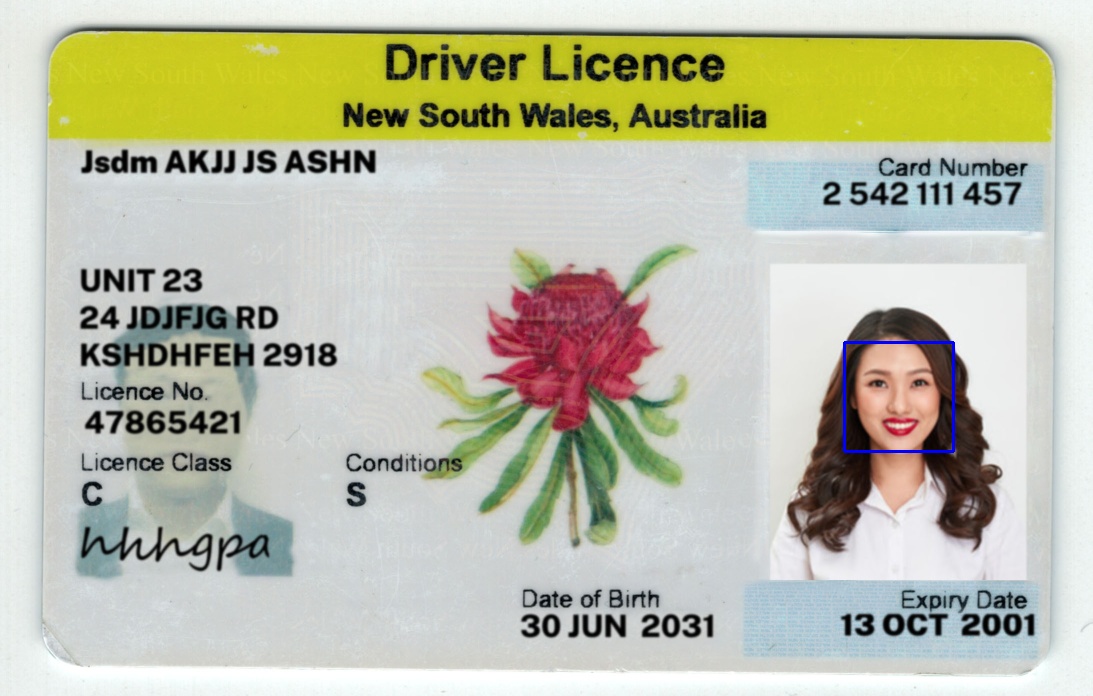 Driver Licence
New South Wales, Australia
Jsdm AKJJ JS ASHN
Card Number
2 542 111 457
UNIT 23
24 JDJFJG RD
KSHDHFEH 2918
Licence No.
47865421
Licence Class
C
Conditions
S
hhhgpa
Date of Birth
30 JUN 2031
Expiry Date
13 OCT 2001